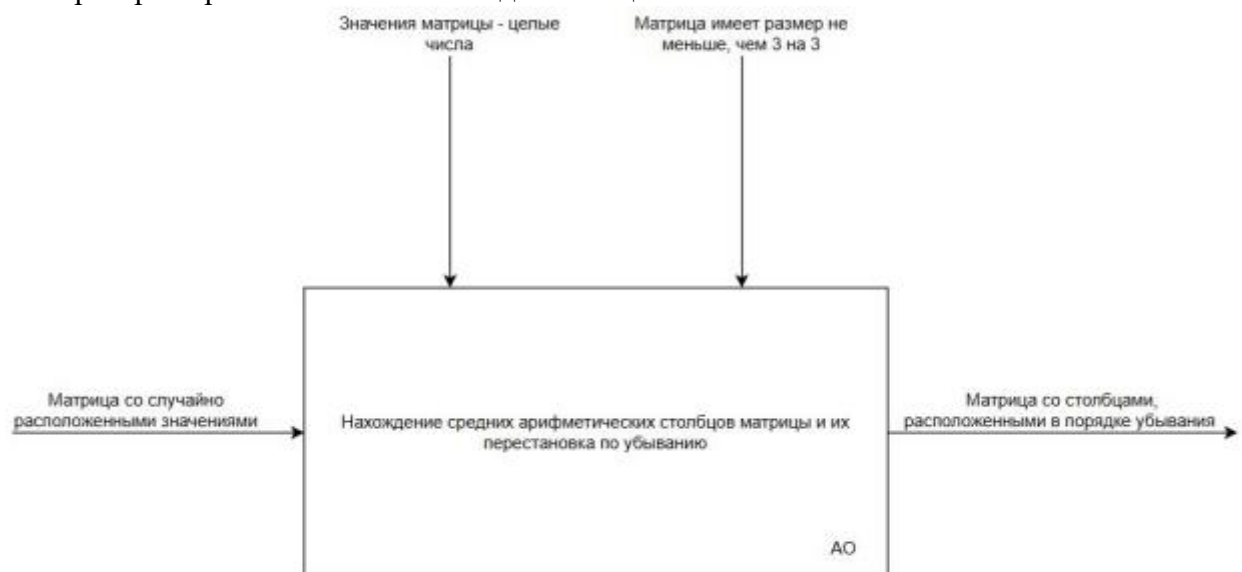 Значения матрицы - целые
числа
Матрица имеет размер не
меньше, чем 3 на 3
Матрица со случайно
расположенными значениями
Нахождение средних арифметических столбцов матрицы и их
перестановка по убыванию
Матрица со столбцами,
расположенными в порядке убывания
АО